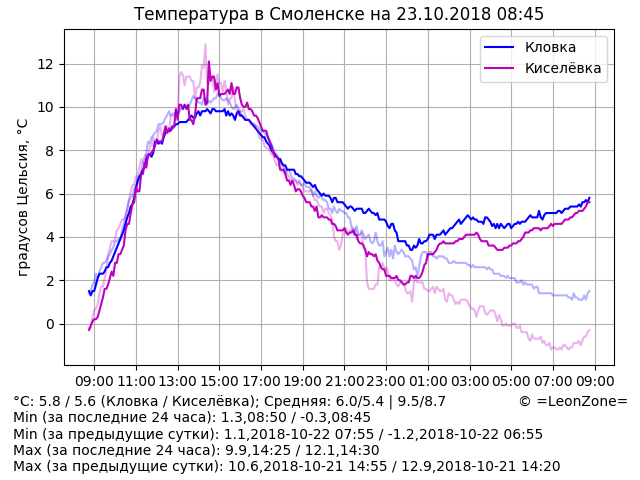 Температура в Смоленске на 23.10.2018 08:45
Кловка
Киселёвка
градусов Цельсия, °C
12
10
8
6
4
2
0
09:00 11:00 13:00 15:00 17:00 19:00 21:00 23:00 01:00 03:00 05:00 07:00 09:00
°C: 5.8 / 5.6 (Кловка / Киселёвка); Средняя: 6.0/5.4 | 9.5/8.7 © =LeonZone=
Min (за последние 24 часа): 1.3,08:50 / -0.3,08:45
Min (за предыдущие сутки): 1.1,2018-10-22 07:55 / -1.2,2018-10-22 06:55
Max (за последние 24 часа): 9.9,14:25 / 12.1,14:30
Max (за предыдущие сутки): 10.6,2018-10-21 14:55 / 12.9,2018-10-21 14:20